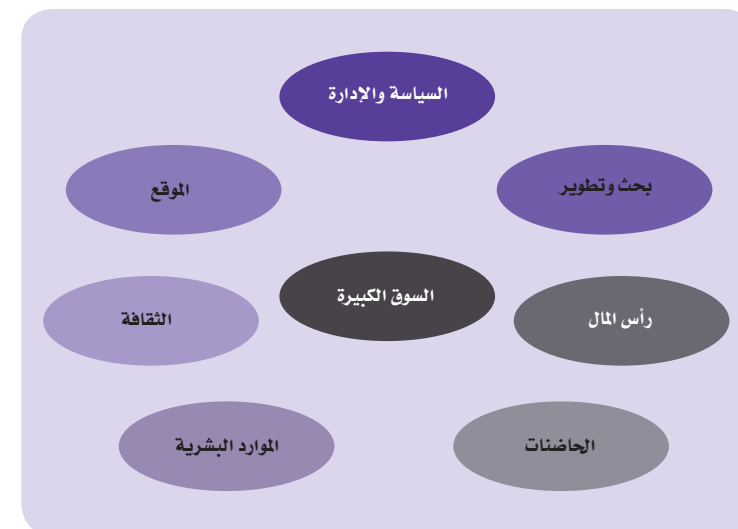 السياسة والإدارة
بحث وتطوير
الموقع
السوق الكبيرة
رأس المال
الثقافة
الحاضنات
الموارد البشرية